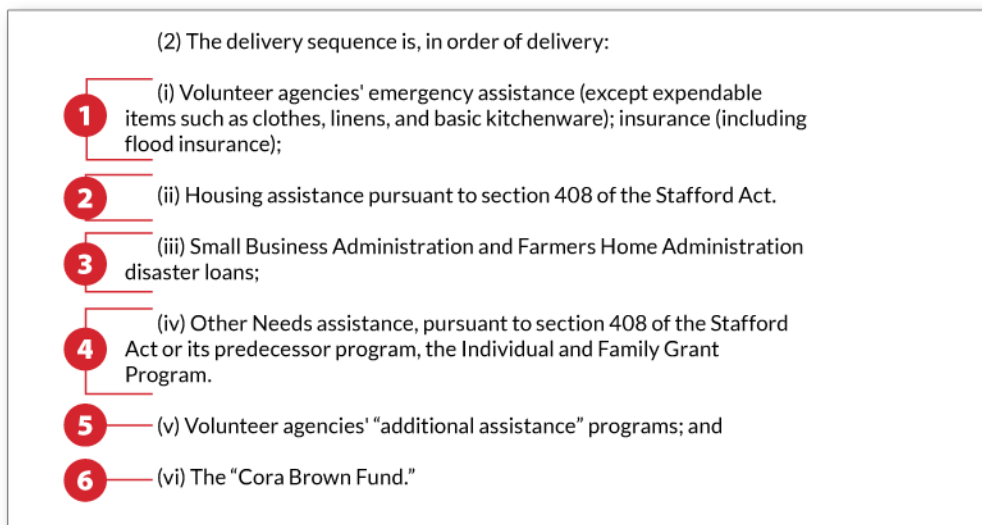 (2) The delivery sequence is, in order of delivery:
1
(i) Volunteer agencies' emergency assistance (except expendable
items such as clothes, linens, and basic kitchenware); insurance (including
flood insurance);
2
(ii) Housing assistance pursuant to section 408 of the Stafford Act.
3
(iii) Small Business Administration and Farmers Home Administration
disaster loans;
4
(iv) Other Needs assistance, pursuant to section 408 of the Stafford
Act or its predecessor program, the Individual and Family Grant
Program.
5
(v) Volunteer agencies' “additional assistance” programs; and
6
(vi) The “Cora Brown Fund.”